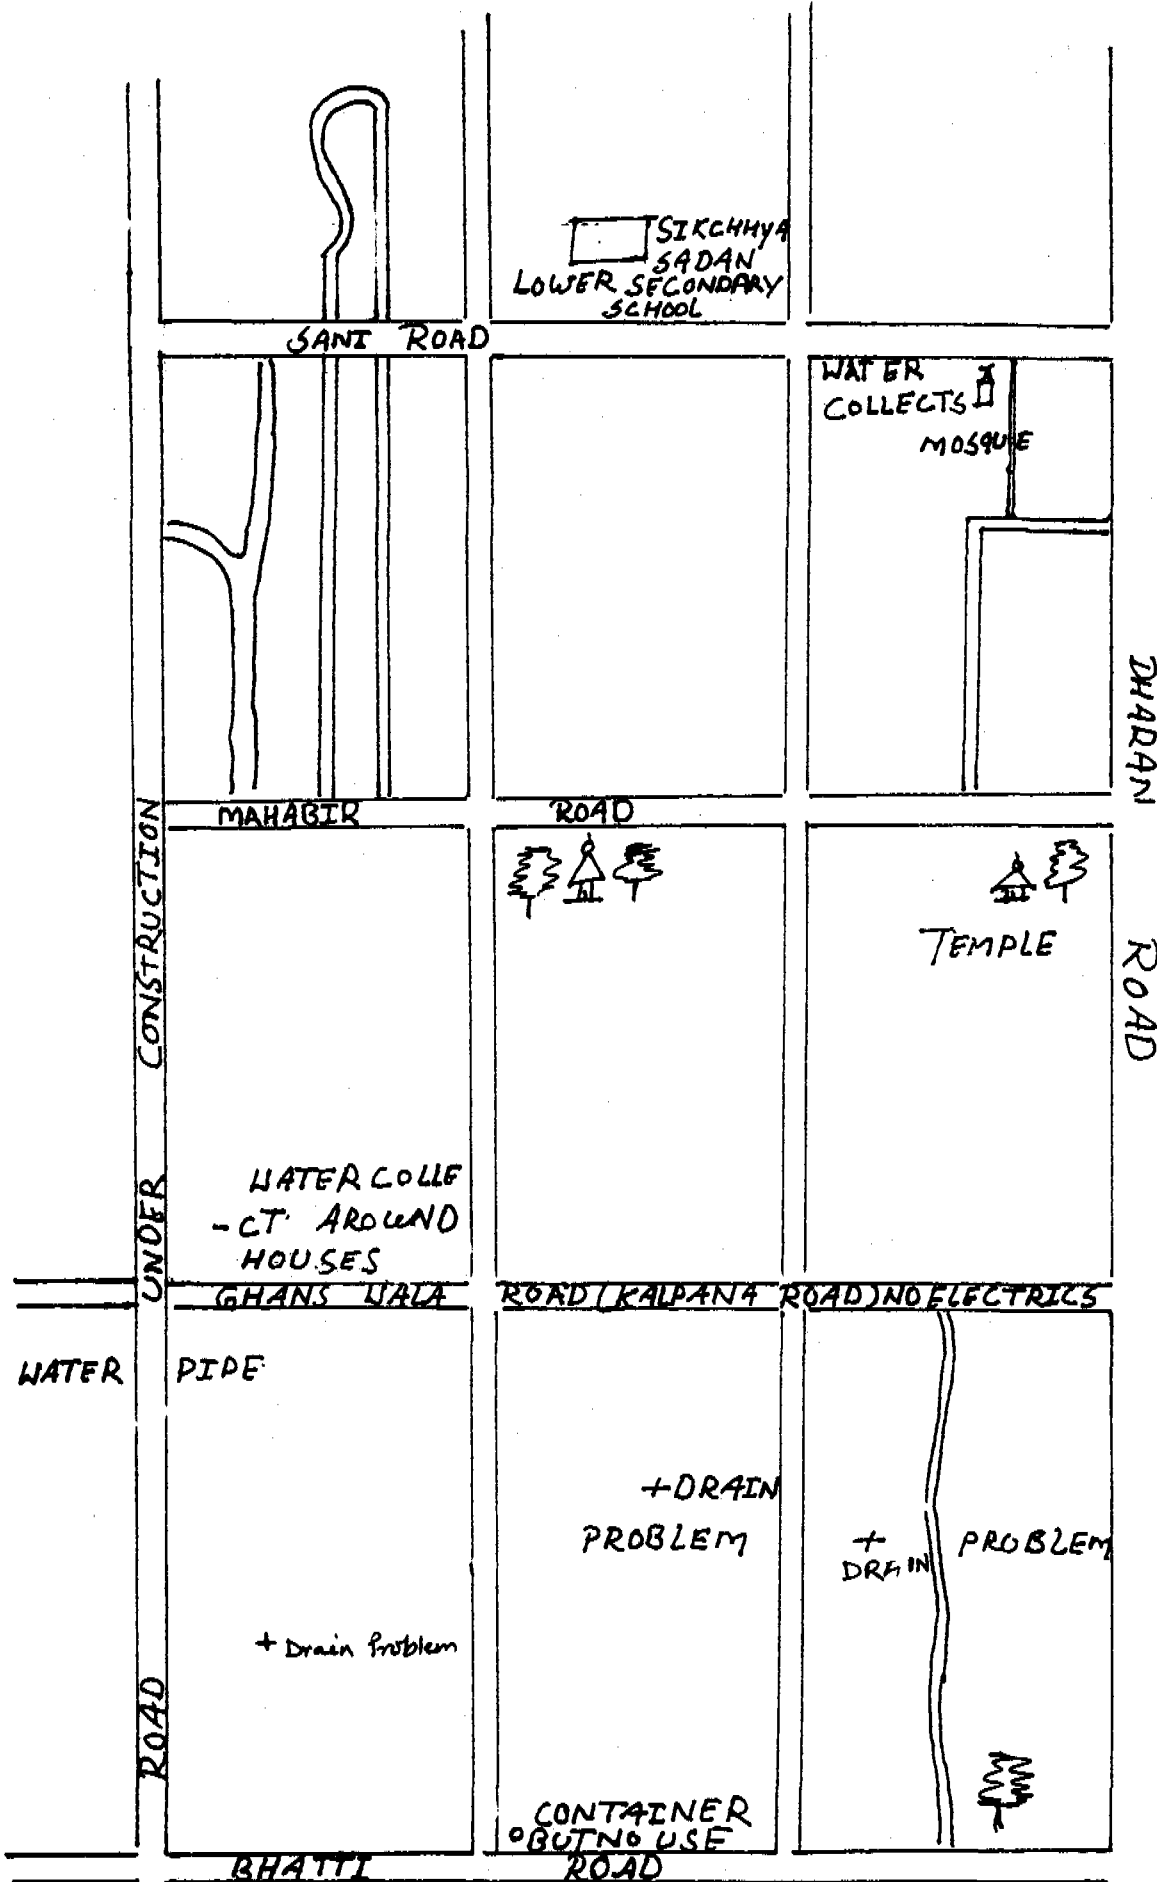 SIKCHHYA
SADAN
LOWER SECONDARY
SCHOOL
SANI ROAD
WATER
COLLECTS
MOSQUE
DHARAN ROAD
MAHABIR ROAD
TEMPLE
ROAD UNDER CONSTRUCTION
WATER COLLE
-CT AROUND
HOUSES
GHANS WALA ROAD (KALPANA ROAD) NO ELECTRICS
WATER PIPE
+DRAIN
PROBLEM
+
DRAIN PROBLEM
+ Drain Problem
CONTAINER
BUT NO USE
BHATTI ROAD